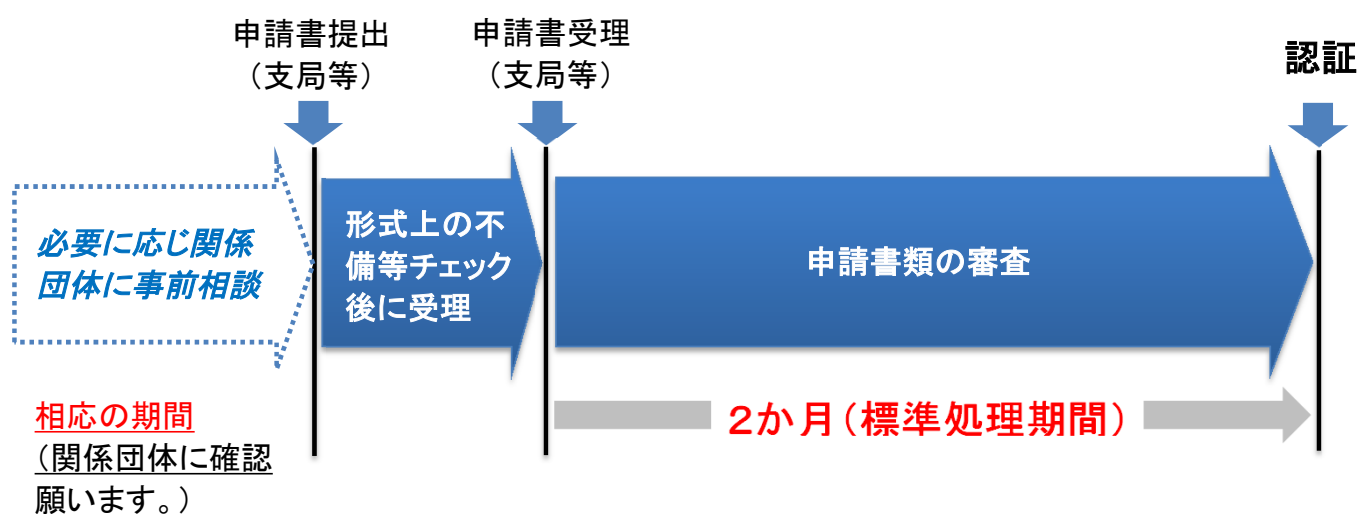 申請書提出
（支局等）
申請書受理
（支局等）
認証
必要に応じ関係
団体に事前相談
形式上の不
備等チェック
後に受理
申請書類の審査
相応の期間
（関係団体に確認
願います。）
２か月（標準処理期間）